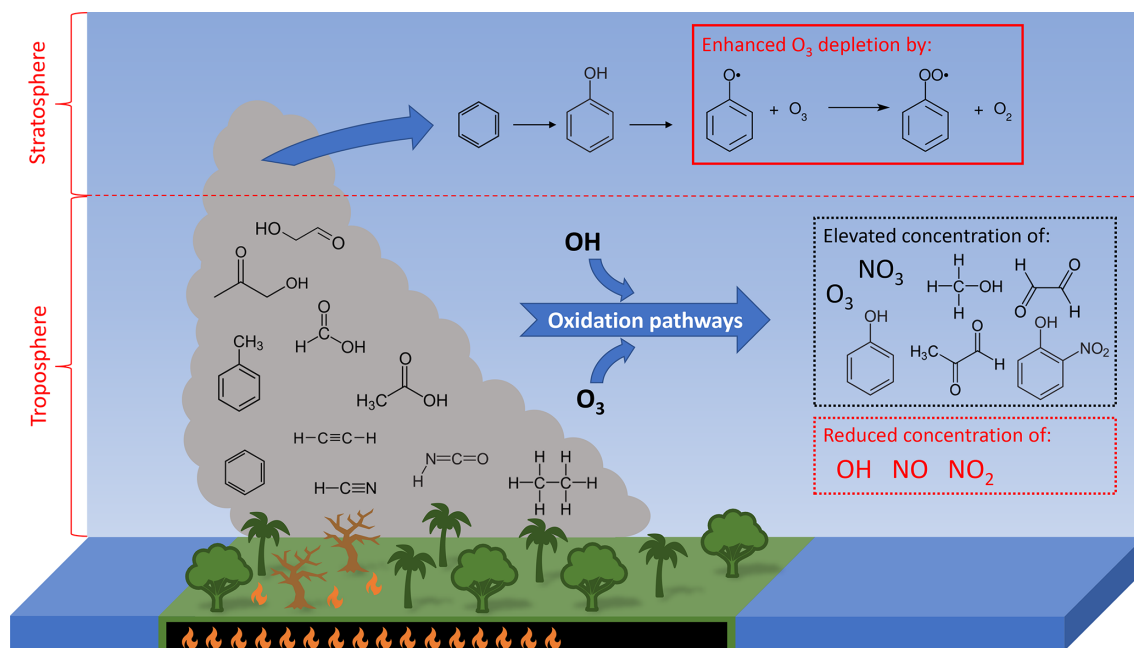 Stratosphere
Enhanced O3 depletion by:
OH
O•
+ O3
OO•
+ O2
Troposphere
HO
O
O
OH
O
H
OH
CH3
O
H3C
OH
H–C≡C–H
N=C=O
H
H–C≡N
H H
H–C–C–H
H H
OH
Oxidation pathways
O3
Elevated concentration of:
O3
NO3
H
H–C–OH
H
H
O
O
H
OH
H3C
O
H
O
OH
NO2
Reduced concentration of:
OH NO NO2